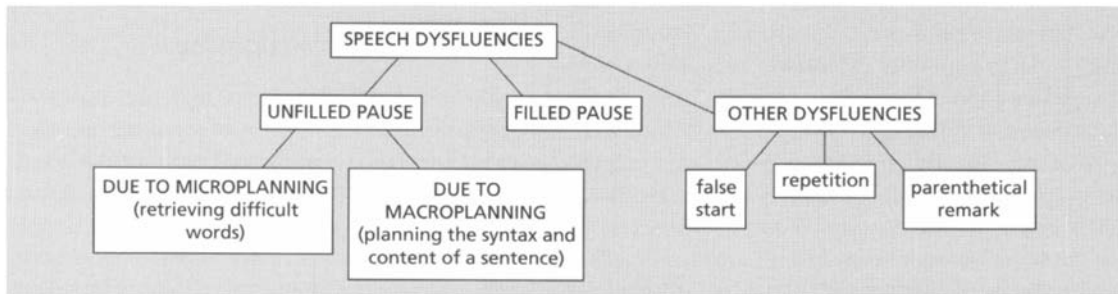 SPEECH DYSFLUENCIES
UNFILLED PAUSE
FILLED PAUSE
OTHER DYSFLUENCIES
DUE TO MICROPLANNING
(retrieving difficult
words)
DUE TO
MACROPLANNING
(planning the syntax and
content of a sentence)
false
start
repetition
parenthetical
remark